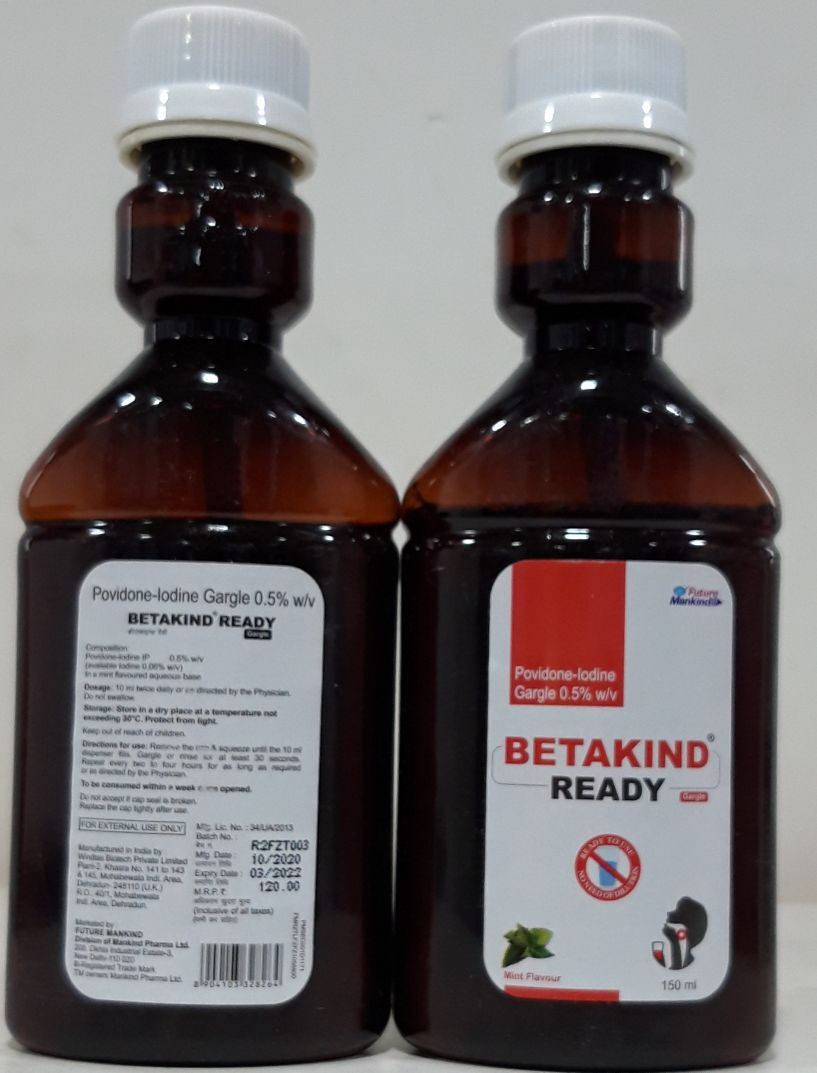 Povidone-Iodine Gargle 0.5% w/v
BETAKIND® READY
Gargle
Composition:
Povidone-Iodine IP 0.5% w/v
(available Iodine 0.06% w/v)
In a mint flavoured aqueous base
Dosage: 10 ml twice daily or as directed by the Physician.
Do not swallow.
Storage: Store in a dry place at a temperature not
exceeding 30°C. Protect from light.
Keep out of reach of children.
Directions for use: Remove the cap & squeeze until the 10 ml
dispenser fills. Gargle or rinse for at least 30 seconds.
Repeat every two to four hours for as long as required
or as directed by the Physician.
To be consumed within a week once opened.
Do not accept if cap seal is broken.
Replace the cap tightly after use.
FOR EXTERNAL USE ONLY
Manufactured in India by:
Windlas Biotech Private Limited
Plant-2, Khasra No. 141 to 143
& 145, Mohabewala Indl. Area,
Dehradun- 248110 (U.K.)
R.O. 40/1, Mohabewala
Indl. Area, Dehradun.
Marketed by:
FUTURE MANKIND
Division of Mankind Pharma Ltd.
208, Okhla Industrial Estate-3,
New Delhi-110 020
®-Registered Trade Mark
TM owners Mankind Pharma Ltd.
Mfg. Lic. No. : 34/UA/2013
Batch No. :
बैच नं. R2FZT003
Mfg. Date : 10/2020
Expiry Date : 03/2022
M.R.P. ₹ 120.00
(Inclusive of all taxes)
8 904103 328264
Future
Mankind
Povidone-Iodine
Gargle 0.5% w/v
BETAKIND®
READY
Gargle
READY TO USE
NO NEED OF DILUTION
Mint Flavour
150 ml